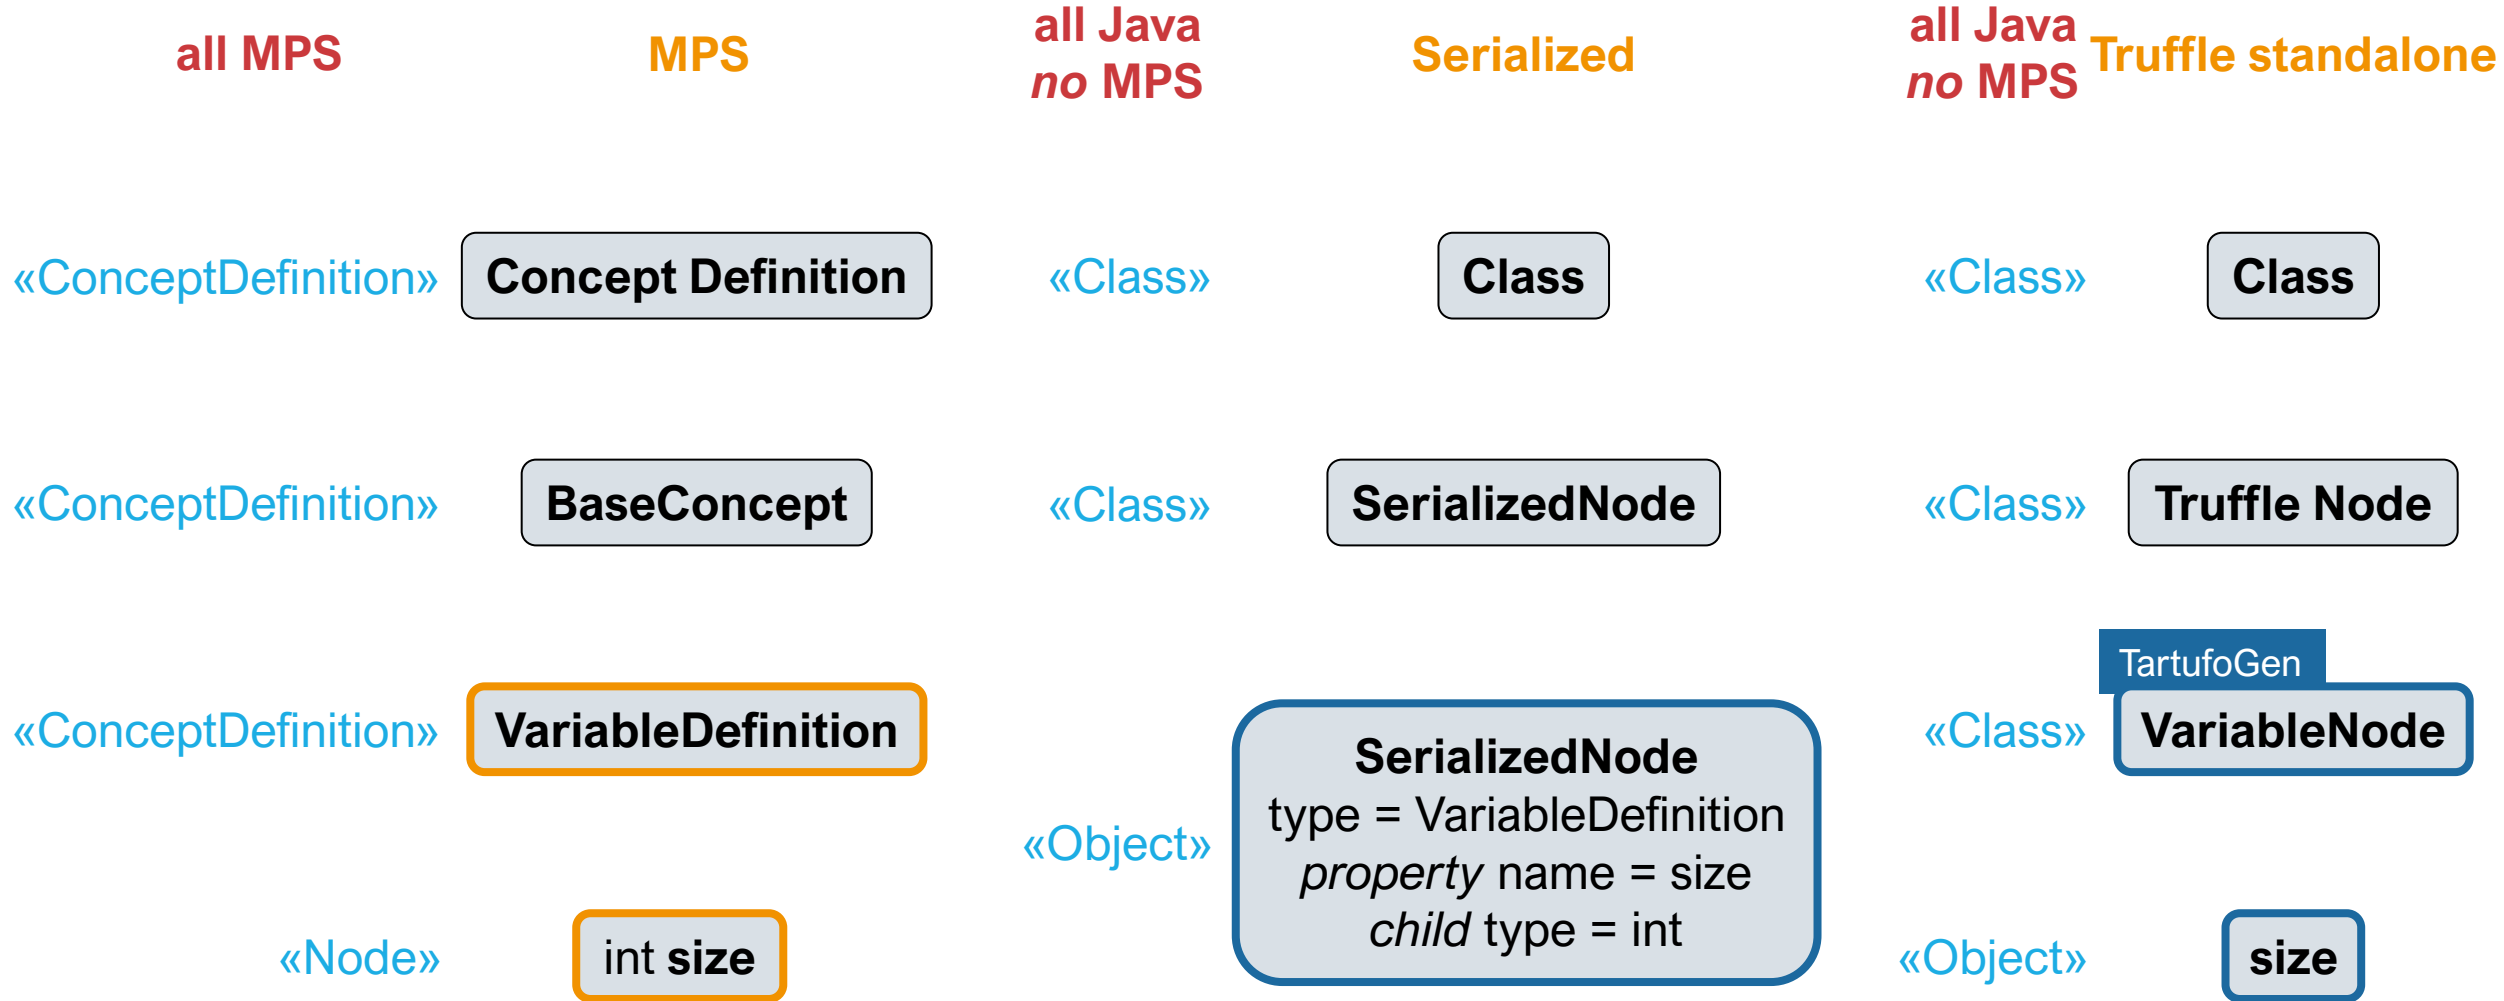 all MPS
MPS
all Java
no MPS
Serialized
all Java
no MPS
Truffle standalone
«ConceptDefinition»
Concept Definition
«Class»
Class
«Class»
Class
«ConceptDefinition»
BaseConcept
«Class»
SerializedNode
«Class»
Truffle Node
«ConceptDefinition»
VariableDefinition
«Object»
SerializedNode
type = VariableDefinition
property name = size
child type = int
TartufoGen
«Class»
VariableNode
«Node»
int size
«Object»
size